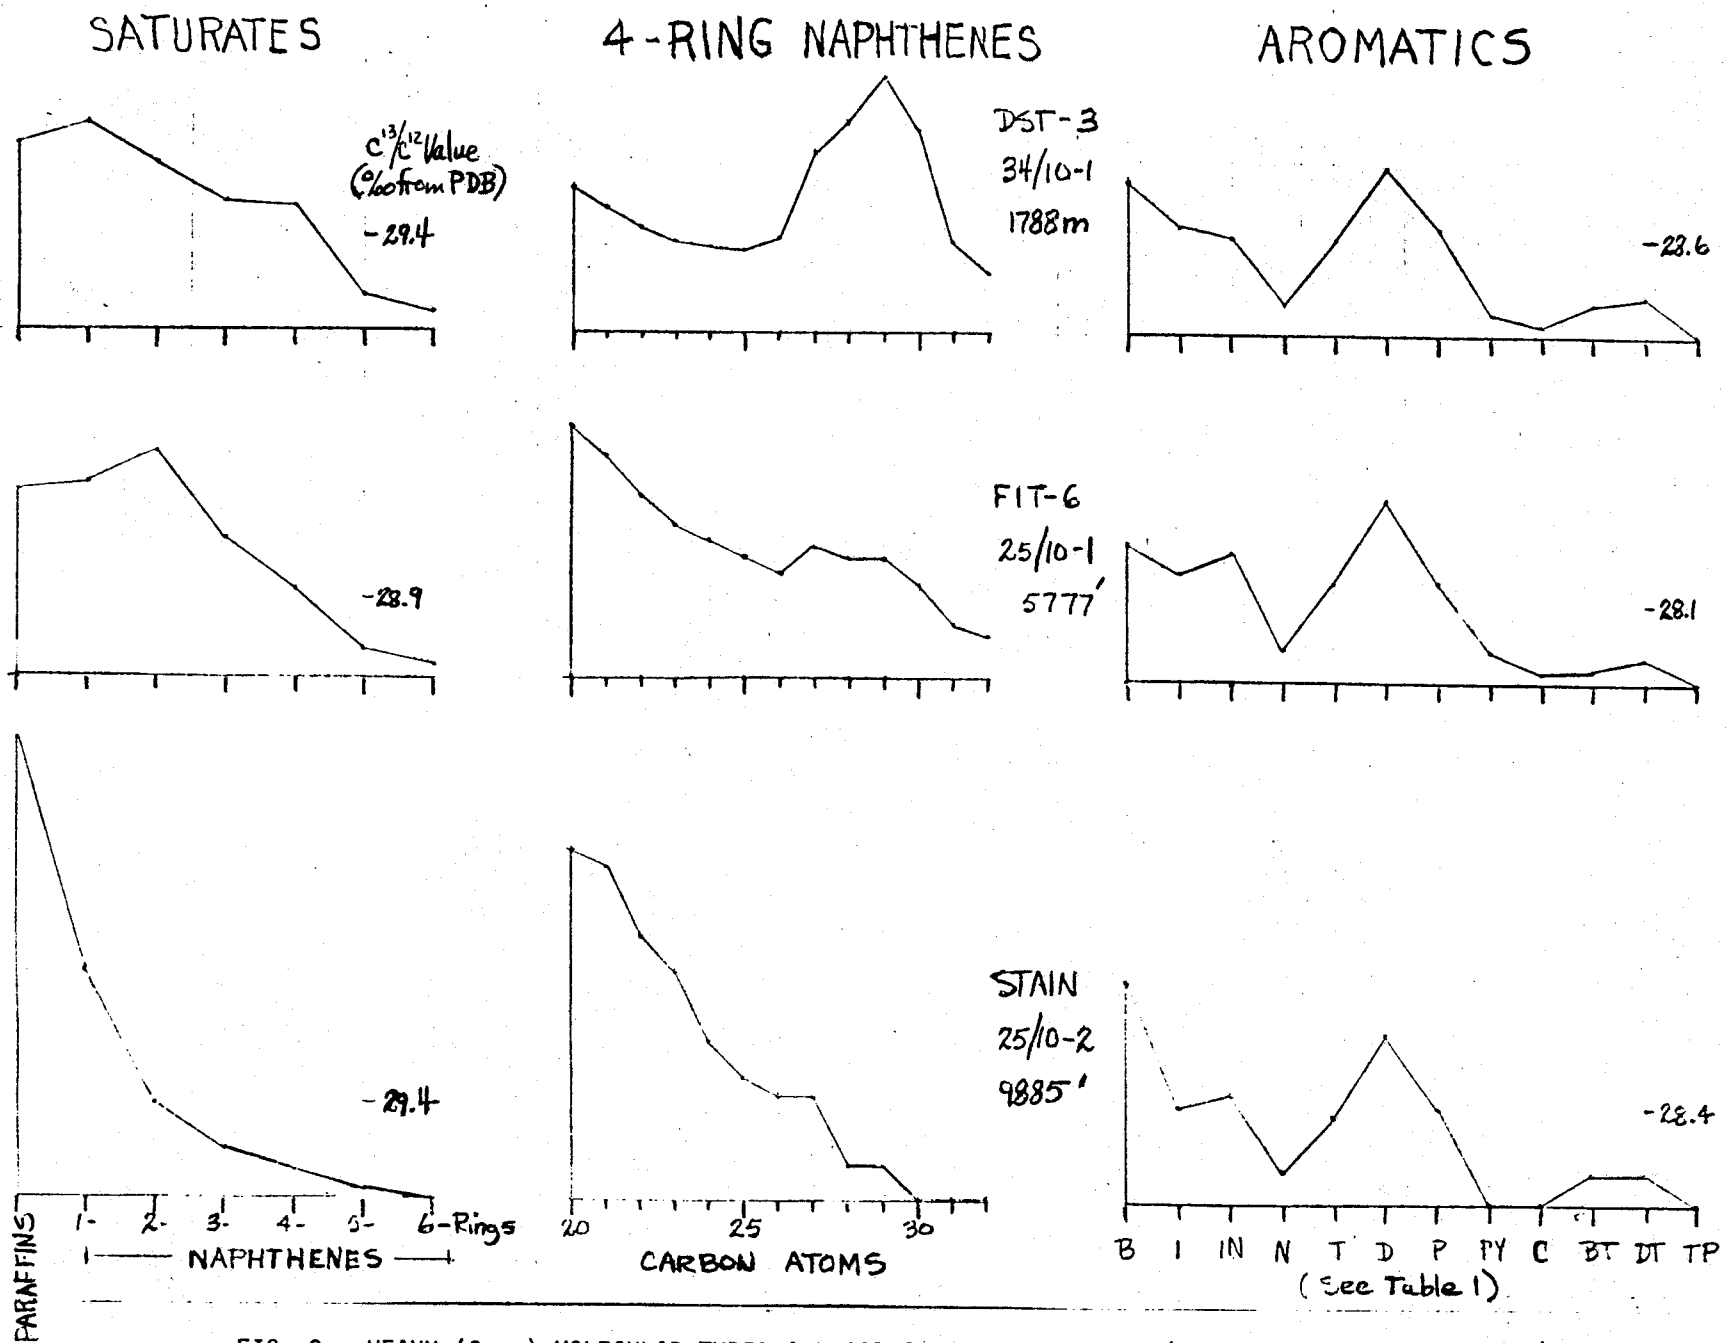 SATURATES
4-RING NAPHTHENES
AROMATICS
C13/C12 Value
(‰ from PDB)
-29.4
DST-3
34/10-1
1788m
-28.6
-28.9
FIT-6
25/10-1
5777'
-28.1
-29.4
STAIN
25/10-2
9885'
-28.4
PARAFFINS
1- 2- 3- 4- 5- 6-Rings
NAPHTHENES
20 25 30
CARBON ATOMS
B I IN N T D P PY C BT DT TP
(See Table 1)